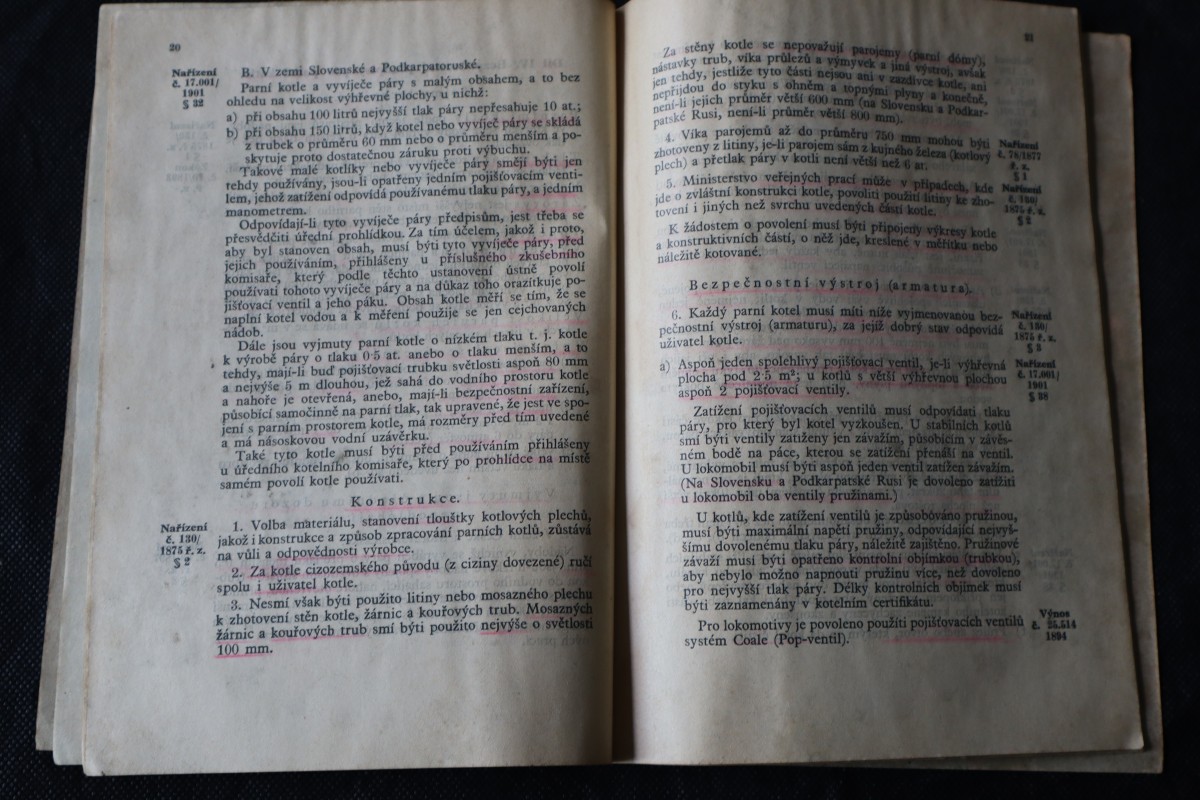 20
Nařízení
č. 17.001/
1901
§ 32
B. V zemi Slovenské a Podkarpatoruské.
Parní kotle a vyvíječe páry s malým obsahem, a to bez
ohledu na velikost výhřevné plochy, u nichž:
a) při obsahu 100 litrů nejvyšší tlak páry nepřesahuje 10 at.;
b) při obsahu 150 litrů, když kotel nebo vyvíječ páry se skládá
z trubek o průměru 60 mm nebo o průměru menším a po-
skytuje proto dostatečnou záruku proti výbuchu.
Takové malé kotlíky nebo vyvíječe páry smějí býti jen
tehdy používány, jsou-li opatřeny jedním pojišťovacím venti-
lem, jehož zatížení odpovídá používanému tlaku páry, a jedním
manometrem.
Odpovídají-li tyto vyvíječe páry předpisům, jest třeba se
přesvědčiti úřední prohlídkou. Za tím účelem, jakož i proto,
aby byl stanoven obsah, musí býti tyto vyvíječe páry, před
jejich používáním, přihlášeny u příslušného zkušebního
komisaře, který podle těchto ustanovení ústně povolí
používati tohoto vyvíječe páry a na důkaz toho orazítkuje po-
jišťovací ventil a jeho páku. Obsah kotle měří se tím, že se
naplní kotel vodou a k měření použije se jen cejchovaných
nádob.
Dále jsou vyjmuty parní kotle o nízkém tlaku t. j. kotle
k výrobě páry o tlaku 0·5 at. anebo o tlaku menším, a to
tehdy, mají-li buď pojišťovací trubku světlosti aspoň 80 mm
a nejvýše 5 m dlouhou, jež sahá do vodního prostoru kotle
a nahoře je otevřená, anebo, mají-li bezpečnostní zařízení,
působící samočinně na parní tlak, tak upravené, že jest ve spo-
jení s parním prostorem kotle, má rozměry před tím uvedené
a má násoskovou vodní uzávěrku.
Také tyto kotle musí býti před používáním přihlášeny
u úředního kotelního komisaře, který po prohlídce na místě
samém povolí kotle používati.
Konstrukce.
Nařízení
č. 130/
1875 ř. z.
§ 2
1. Volba materiálu, stanovení tloušťky kotlových plechů,
jakož i konstrukce a způsob zpracování parních kotlů, zůstává
na vůli a odpovědnosti výrobce.
2. Za kotle cizozemského původu (z ciziny dovezené) ručí
spolu i uživatel kotle.
3. Nesmí však býti použito litiny nebo mosazného plechu
k zhotovení stěn kotle, žárnic a kouřových trub. Mosazných
žárnic a kouřových trub smí býti použito nejvýše o světlosti
100 mm.
21
Za stěny kotle se nepovažují parojemy (parní dómy),
nástavky trub, víka průlezů a výmyvek a jiná výstroj, avšak
jen tehdy, jestliže tyto části nejsou ani v zazdívce kotle, ani
nepřijdou do styku s ohněm a topnými plyny a konečně,
není-li jejich průměr větší 600 mm (na Slovensku a Podkar-
patské Rusi, není-li průměr větší 800 mm).
4. Víka parojemů až do průměru 750 mm mohou býti
zhotoveny z litiny, je-li parojem sám z kujného železa (kotlový
plech) a přetlak páry v kotli není větší než 6 at.
Nařízení
č. 78/1877
ř. z.
§ 1
5. Ministerstvo veřejných prací může v případech, kde
jde o zvláštní konstrukci kotle, povoliti použití litiny ke zho-
tovení i jiných než svrchu uvedených částí kotle.
Nařízení
č. 130/
1875 ř. z.
§ 2
K žádostem o povolení musí býti připojeny výkresy kotle
a konstruktivních částí, o něž jde, kreslené v měřítku nebo
náležitě kotované.
Bezpečnostní výstroj (armatura).
6. Každý parní kotel musí míti níže vyjmenovanou bez-
pečnostní výstroj (armaturu), za jejíž dobrý stav odpovídá
uživatel kotle.
Nařízení
č. 130/
1875 ř. z.
§ 3
a) Aspoň jeden spolehlivý pojišťovací ventil, je-li výhřevná
plocha pod 2·5 m²; u kotlů s větší výhřevnou plochou
aspoň 2 pojišťovací ventily.
Nařízení
č. 17.001/
1901
§ 38
Zatížení pojišťovacích ventilů musí odpovídati tlaku
páry, pro který byl kotel vyzkoušen. U stabilních kotlů
smí býti ventily zatíženy jen závažím, působícím v závěs-
ném bodě na páce, kterou se zatížení přenáší na ventil.
U lokomobil musí býti aspoň jeden ventil zatížen závažím.
(Na Slovensku a Podkarpatské Rusi je dovoleno zatížiti
u lokomobil oba ventily pružinami.)
U kotlů, kde zatížení ventilů je způsobováno pružinou,
musí býti maximální napětí pružiny, odpovídající nejvyš-
šímu dovolenému tlaku páry, náležitě zajištěno. Pružinové
závaží musí býti opatřeno kontrolní objímkou (trubkou),
aby nebylo možno napnouti pružinu více, než dovoleno
pro nejvyšší tlak páry. Délky kontrolních objímek musí
býti zaznamenány v kotelním certifikátu.
Pro lokomotivy je povoleno použíti pojišťovacích ventilů
systém Coale (Pop-ventil).
Výnos
č. 25.514
1894